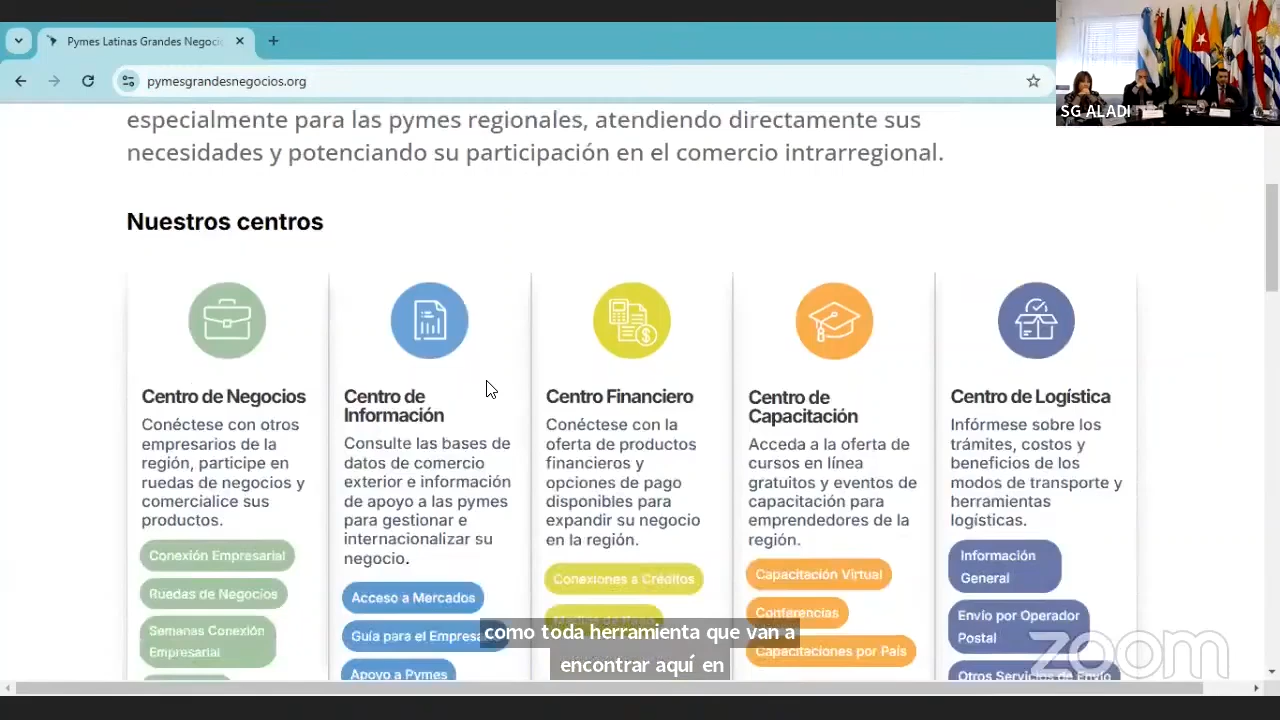 Pymes Latinas Grandes Negocio
pymesgrandesnegocios.org
SG ALADI
especialmente para las pymes regionales, atendiendo directamente sus
necesidades y potenciando su participación en el comercio intrarregional.
Nuestros centros
Centro de Negocios
Conéctese con otros
empresarios de la
región, participe en
ruedas de negocios y
comercialice sus
productos.
Conexión Empresarial
Ruedas de Negocios
Semanas Conexión
Empresarial
Centro de
Información
Consulte las bases de
datos de comercio
exterior e información
de apoyo a las pymes
para gestionar e
internacionalizar su
negocio.
Acceso a Mercados
Guía para el Empresa
Apoyo a Pymes
Centro Financiero
Conéctese con la
oferta de productos
financieros y
opciones de pago
disponibles para
expandir su negocio
en la región.
Conexiones a Créditos
Centro de
Capacitación
Acceda a la oferta de
cursos en línea
gratuitos y eventos de
capacitación para
emprendedores de la
región.
Capacitación Virtual
Conferencias
Capacitaciones por País
Centro de Logística
Infórmese sobre los
trámites, costos y
beneficios de los
modos de transporte y
herramientas
logísticas.
Información
General
Envío por Operador
Postal
Otros Servicios de Envío
como toda herramienta que van a
encontrar aquí en
zoom